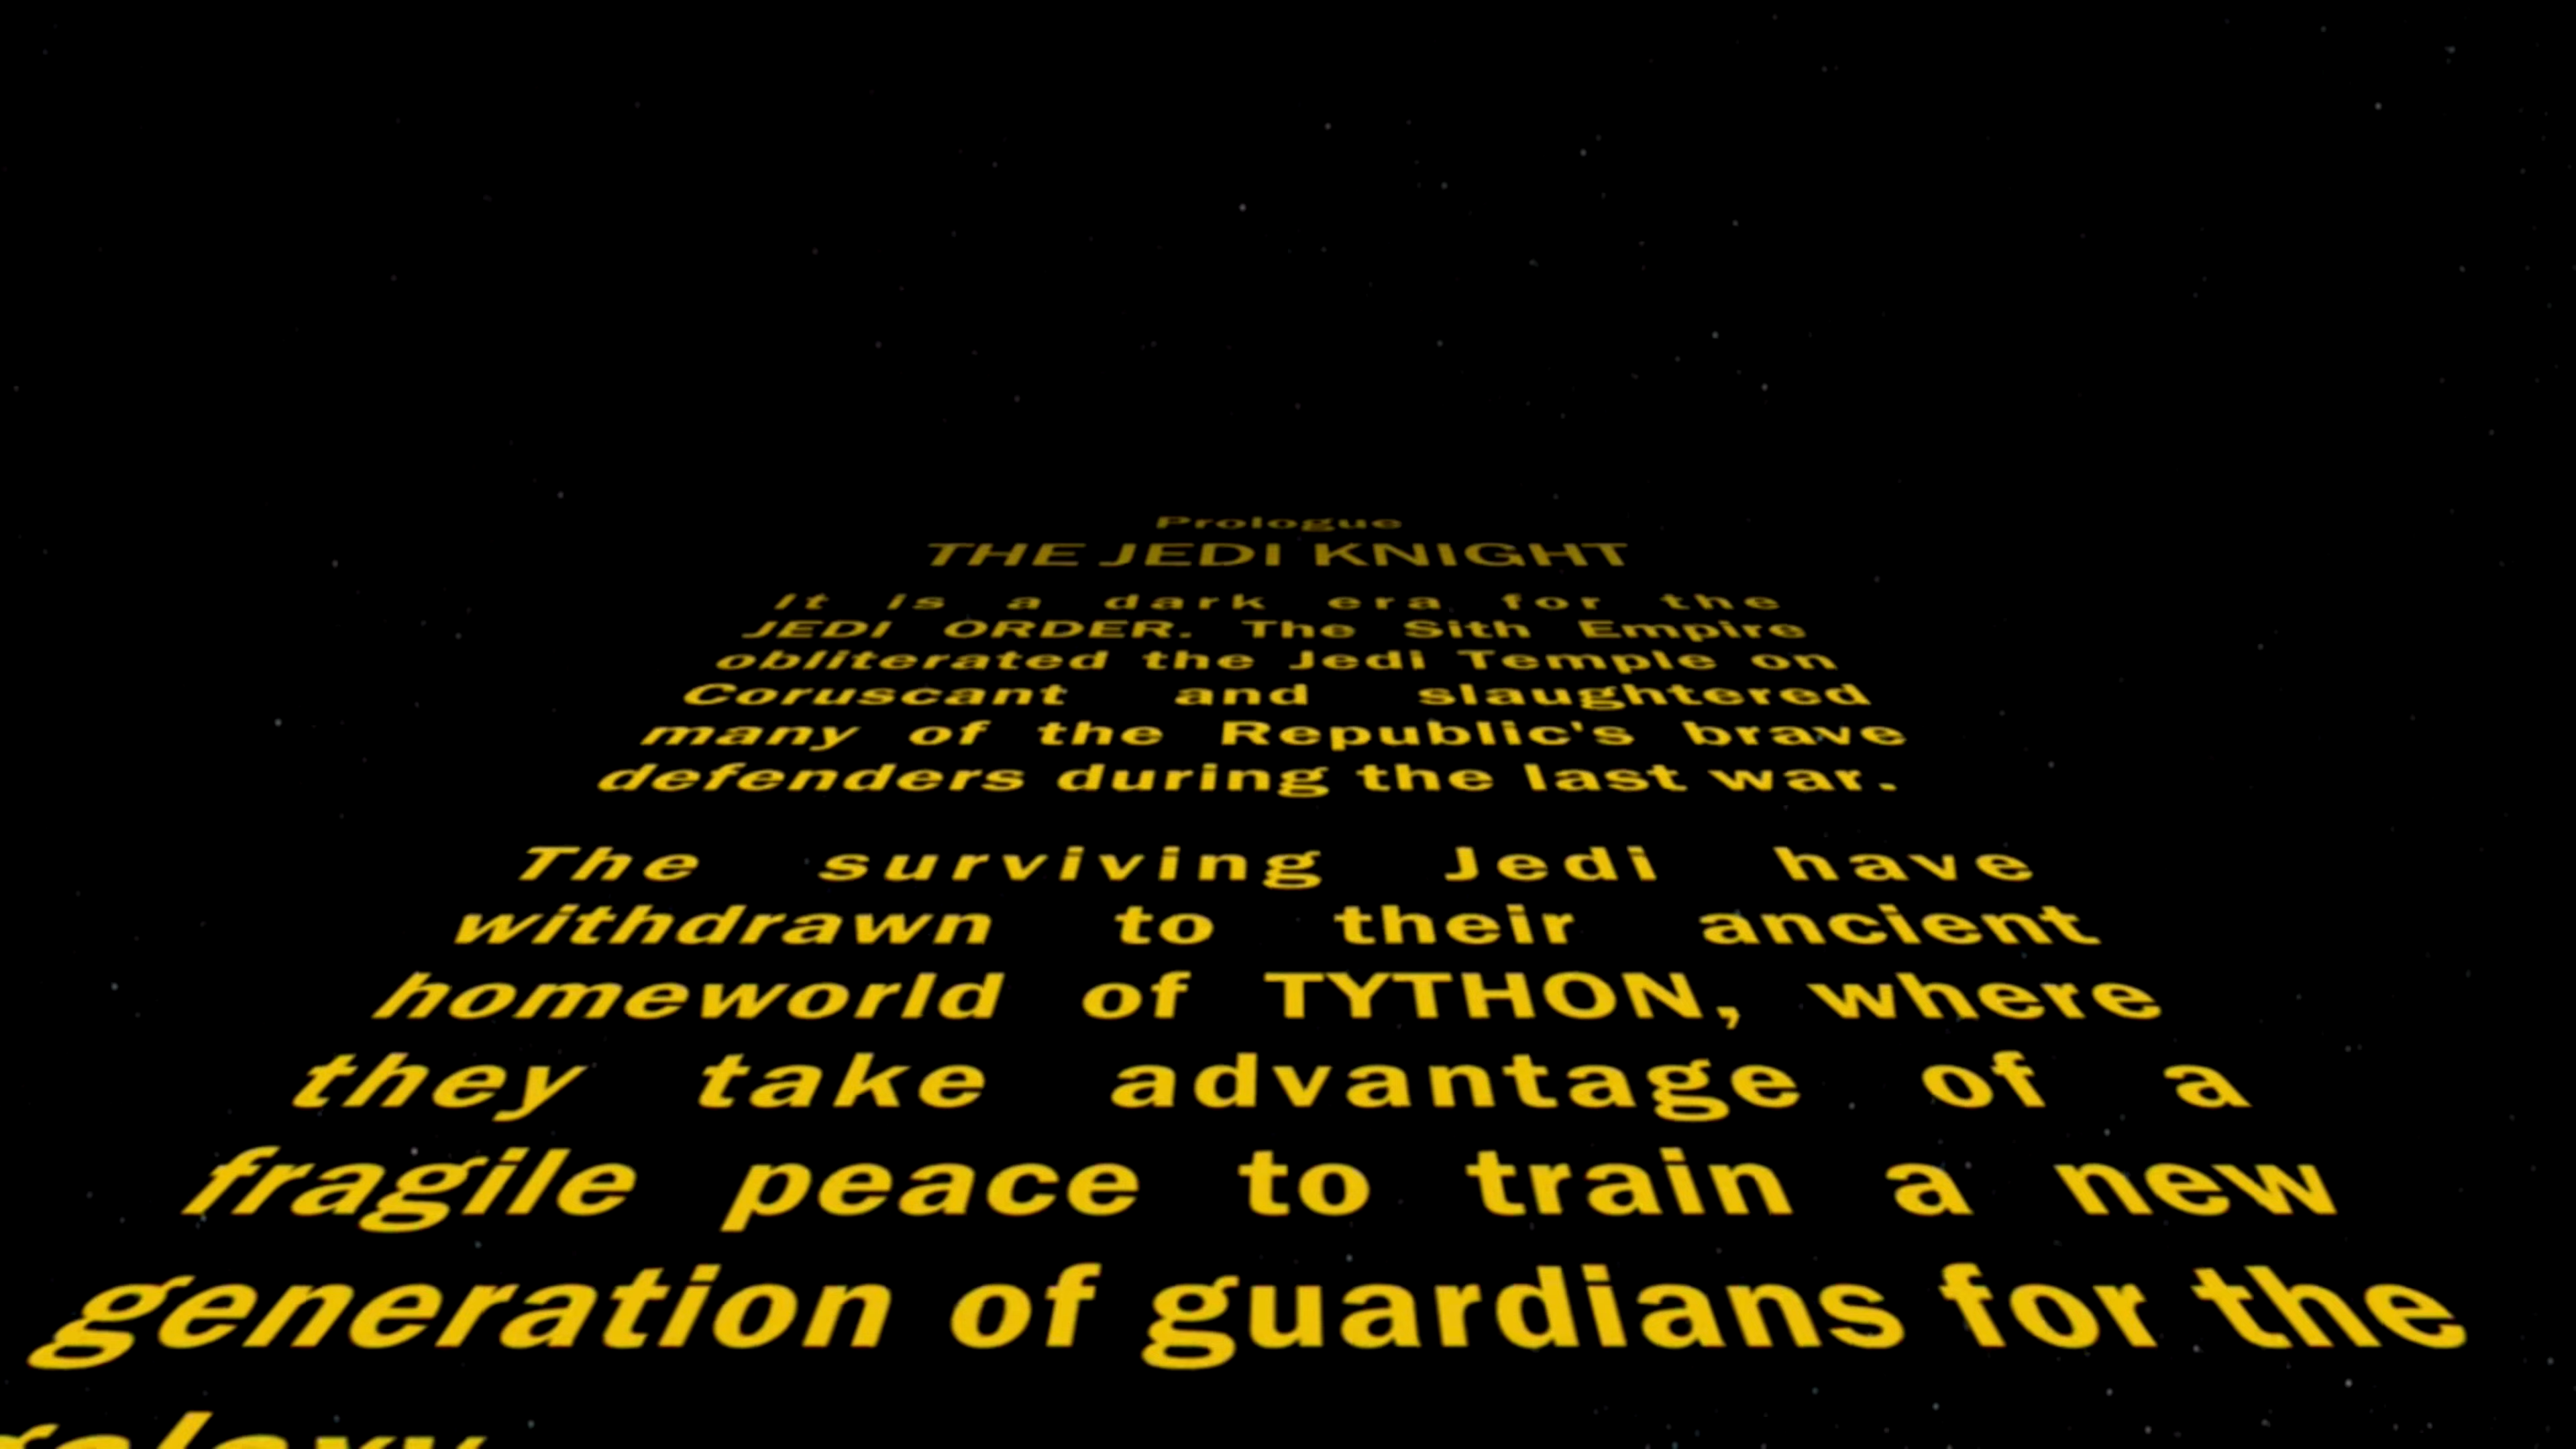 Prologue
THE JEDI KNIGHT
It is a dark era for the
JEDI ORDER. The Sith Empire
obliterated the Jedi Temple on
Coruscant and slaughtered
many of the Republic's brave
defenders during the last war.
The surviving Jedi have
withdrawn to their ancient
homeworld of TYTHON, where
they take advantage of a
fragile peace to train a new
generation of guardians for the
galaxy